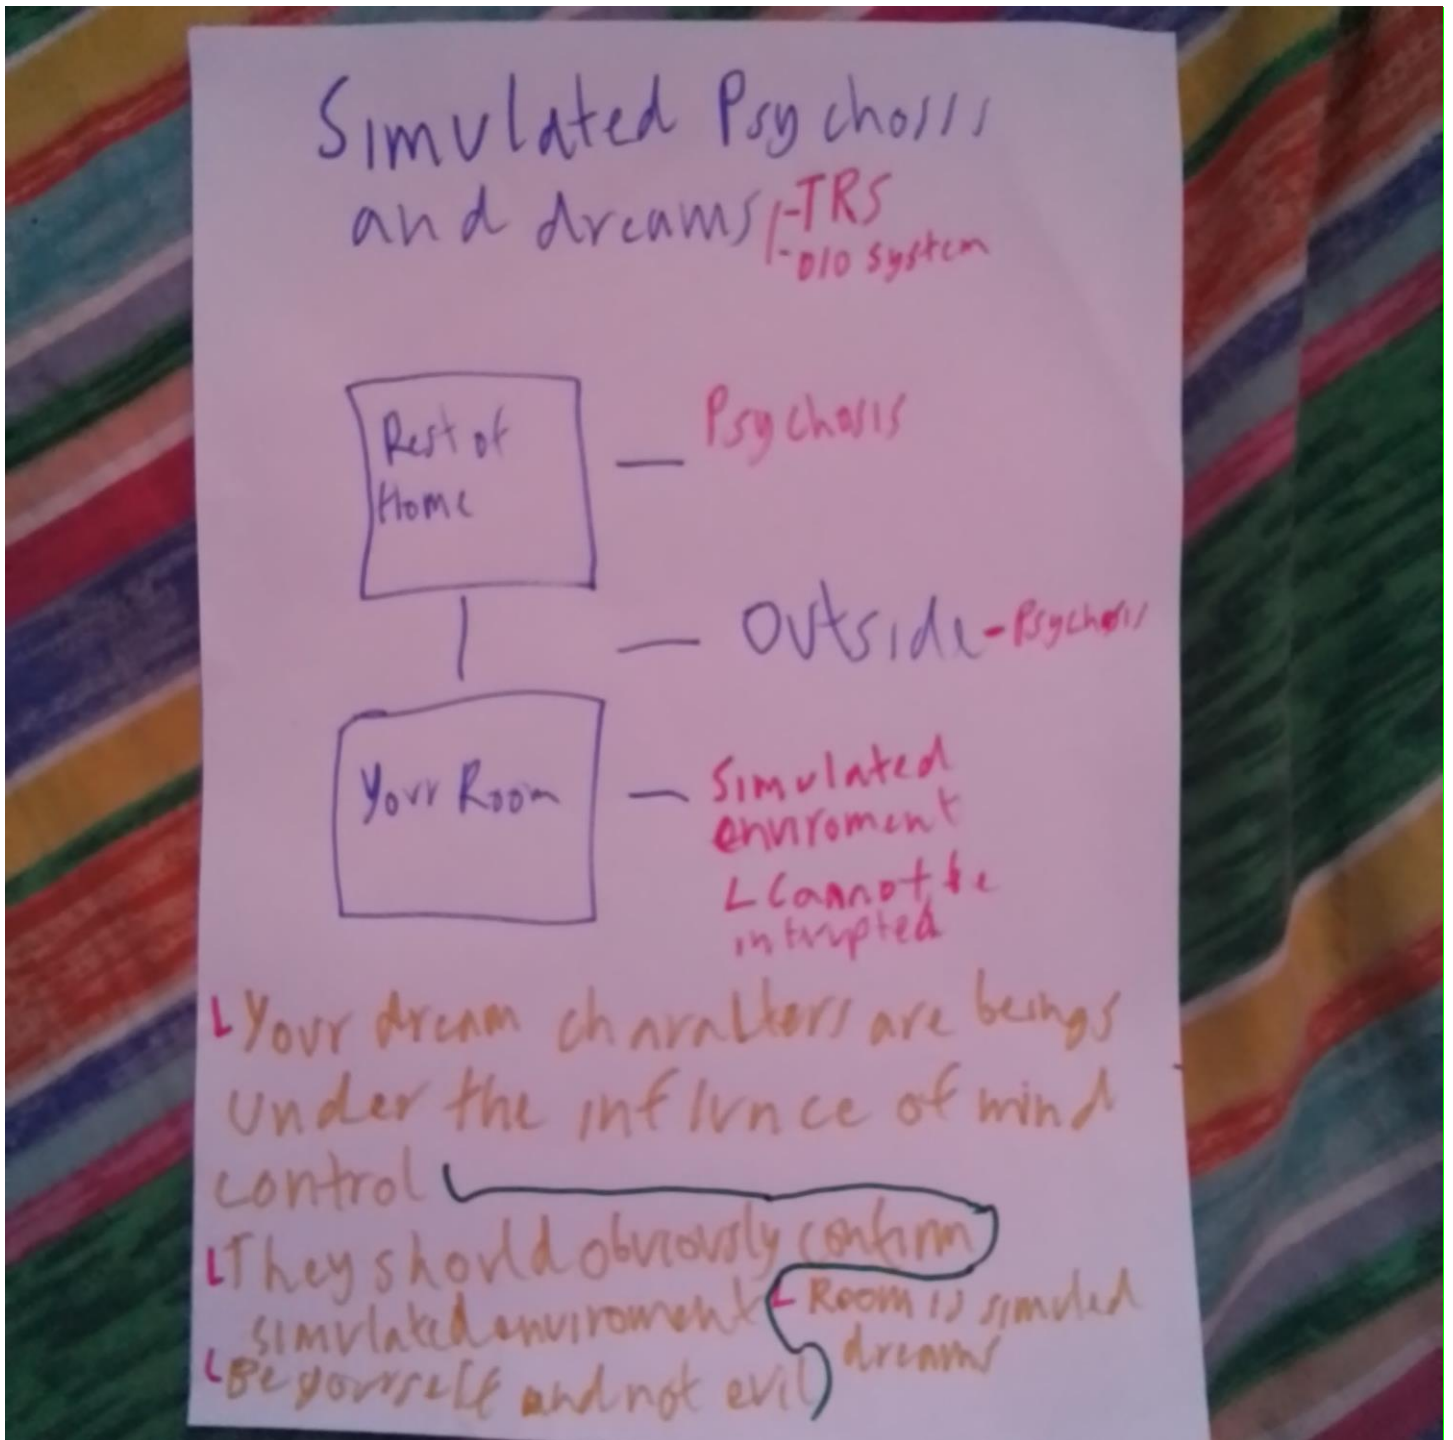 Simulated Psychosis
and dreams
-TRS
-DIO system
Rest of
Home
Psychosis
Outside - Psychosis
Your Room
Simulated
enviroment
L Cannot be
intrupted
L Your dream charalters are beings
under the influnce of mind
control
L They should obviously confirm
simulated enviroment
L Room is simuled
dreams
L Be yourself and not evil